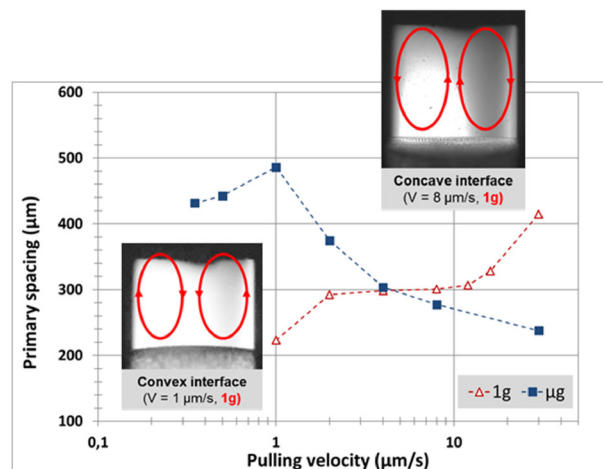 600
500
400
300
200
100
Primary spacing (µm)
0,1
1
10
Pulling velocity (µm/s)
Concave interface
(V = 8 µm/s, 1g)
Convex interface
(V = 1 µm/s, 1g)
1g
µg